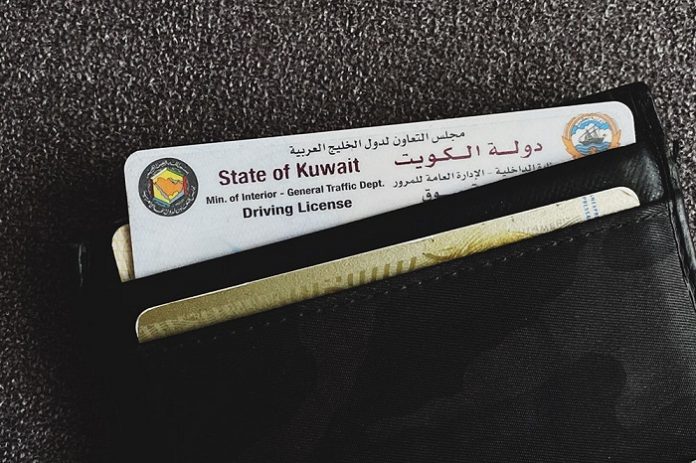 مجلس التعاون لدول الخليج العربية
State of Kuwait دولة الكويت
Min. of Interior - General Traffic Dept. الداخلية - الإدارة العامة للمرور
Driving License